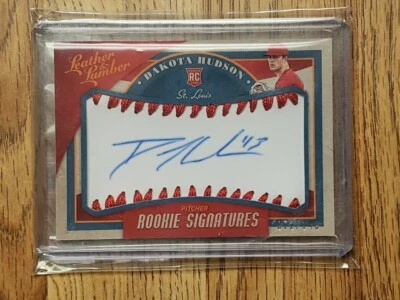 Leather & Lumber
DAKOTA HUDSON
RC
St. Louis
PITCHER
ROOKIE SIGNATURES